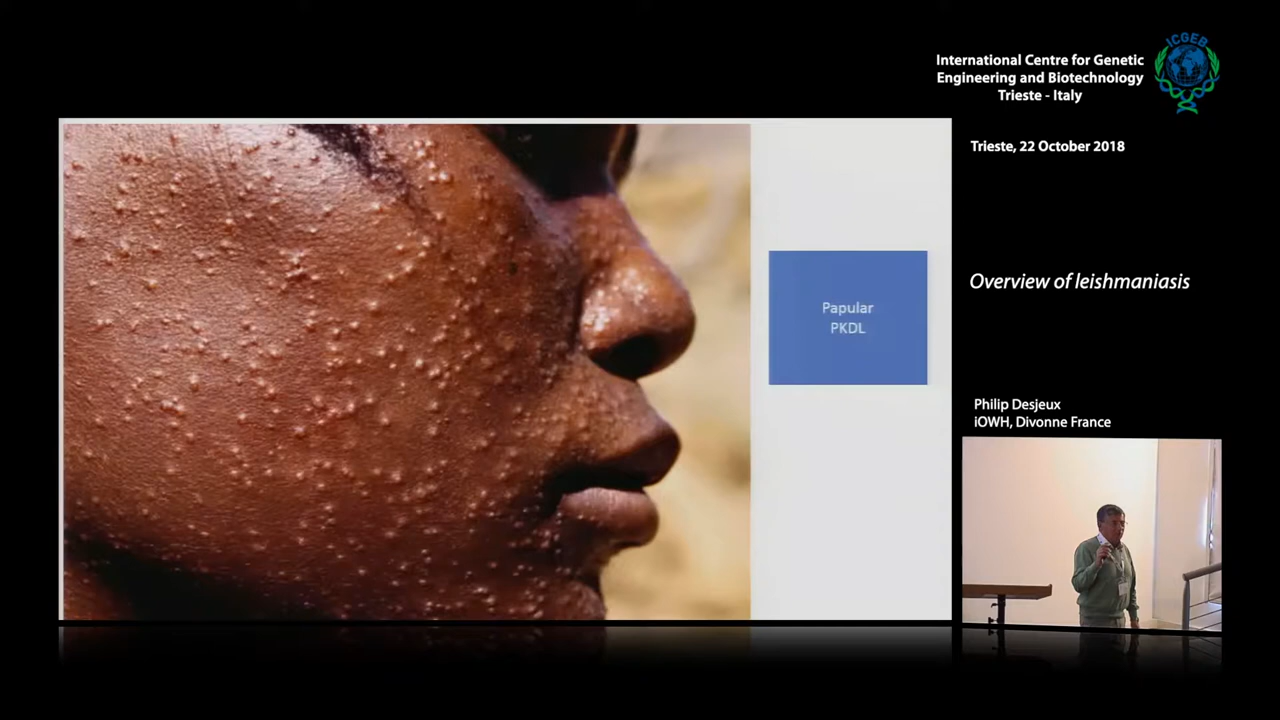 ICGEB
International Centre for Genetic
Engineering and Biotechnology
Trieste - Italy
Trieste, 22 October 2018
Papular
PKDL
Overview of leishmaniasis
Philip Desjeux
iOWH, Divonne France